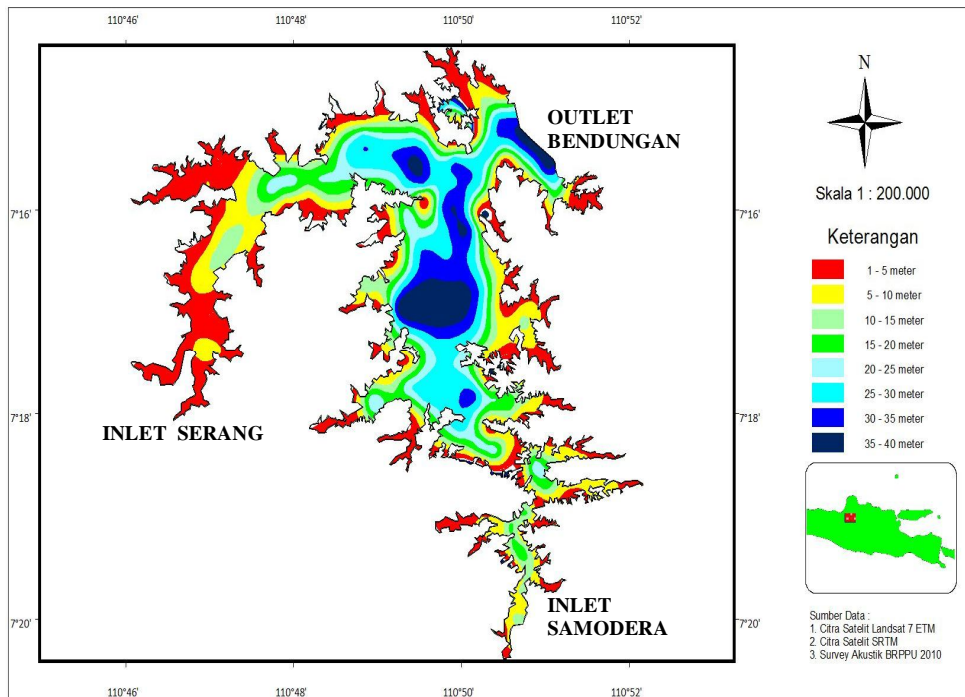 110°46' 110°48' 110°50' 110°52'
OUTLET
BENDUNGAN
N
Skala 1 : 200.000
7°16' 7°16'
Keterangan
1 - 5 meter
5 - 10 meter
10 - 15 meter
15 - 20 meter
20 - 25 meter
25 - 30 meter
30 - 35 meter
35 - 40 meter
7°18' 7°18'
INLET SERANG
INLET
SAMODERA
7°20' 7°20'
Sumber Data :
1. Citra Satelit Landsat 7 ETM
2. Citra Satelit SRTM
3. Survey Akustik BRPPU 2010
110°46' 110°48' 110°50' 110°52'